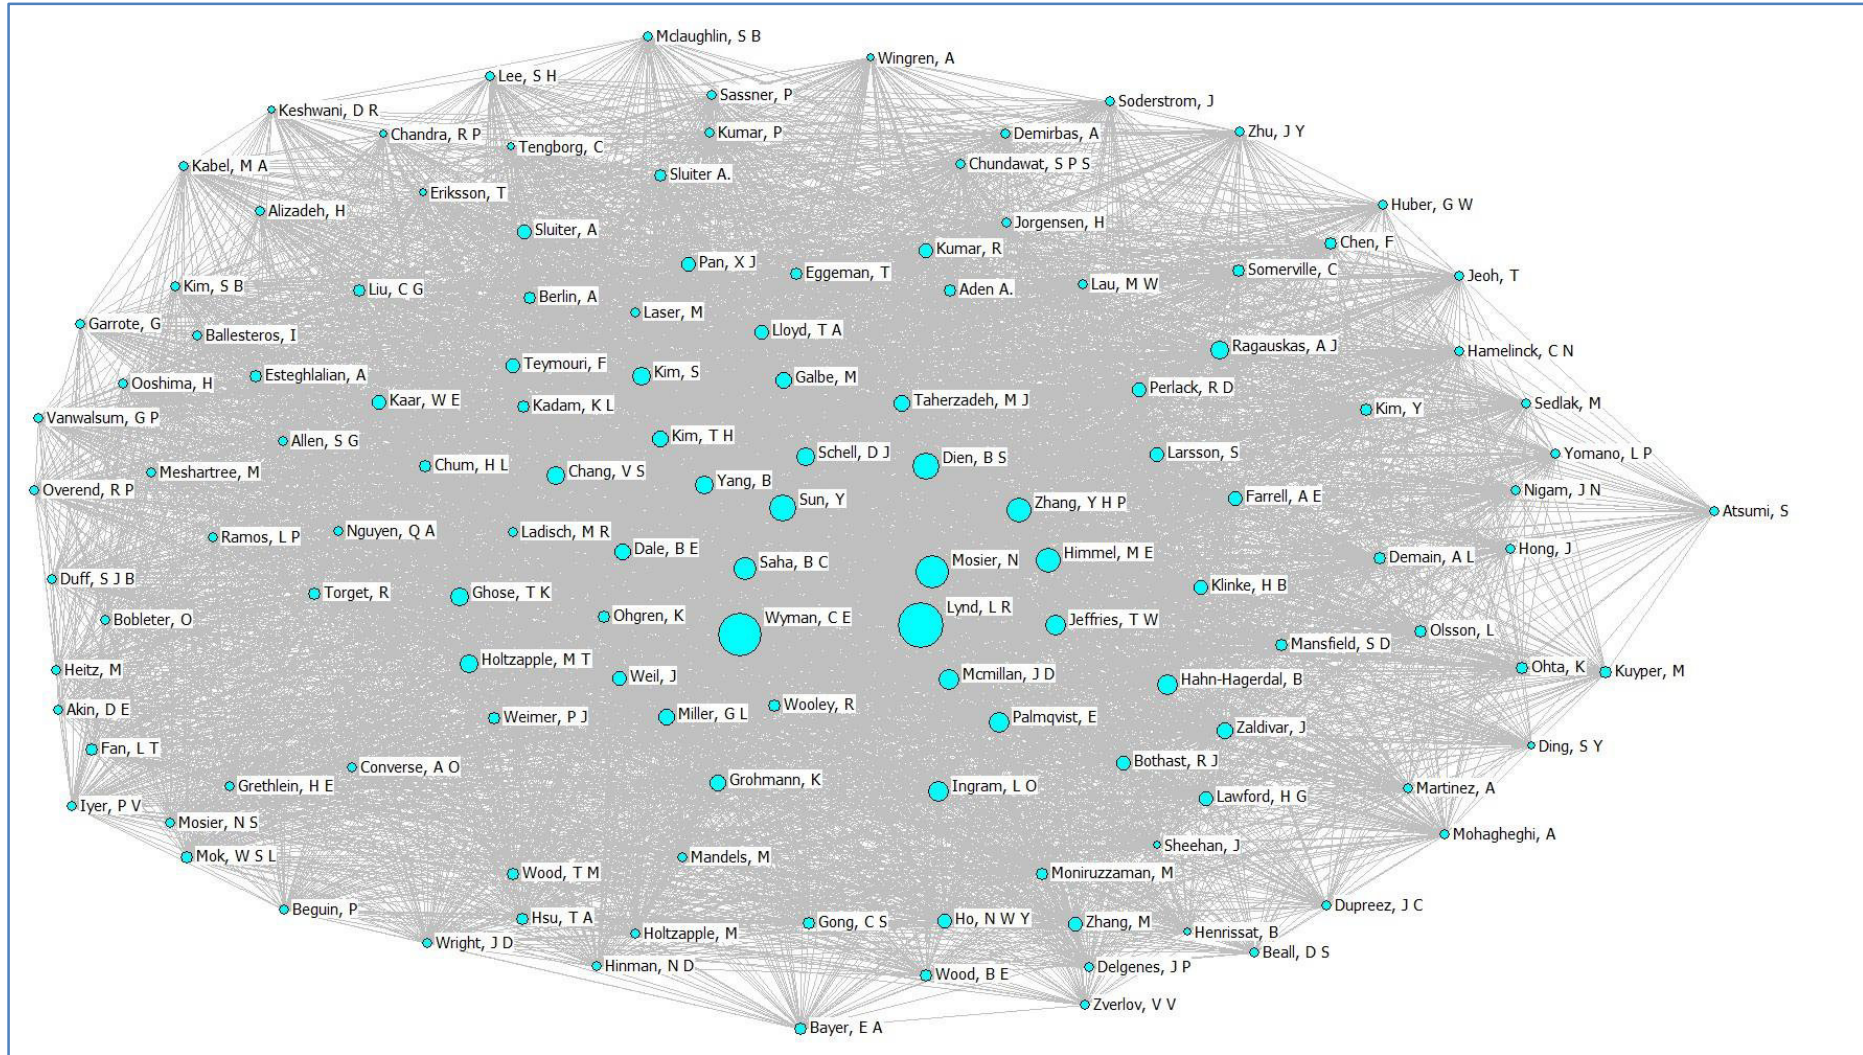 Mclaughlin, S B
Wingren, A
Lee, S H
Sassner, P
Soderstrom, J
Keshwani, D R
Chandra, R P
Kumar, P
Demirbas, A
Zhu, J Y
Tengborg, C
Kabel, M A
Chundawat, S P S
Sluiter A.
Eriksson, T
Huber, G W
Alizadeh, H
Jorgensen, H
Sluiter, A
Chen, F
Kumar, R
Pan, X J
Eggeman, T
Somerville, C
Jeoh, T
Kim, S B
Liu, C G
Berlin, A
Aden A.
Lau, M W
Laser, M
Garrote, G
Ballesteros, I
Lloyd, T A
Ragauskas, A J
Hamelinck, C N
Teymouri, F
Esteghlalian, A
Kim, S
Galbe, M
Ooshima, H
Perlack, R D
Kaar, W E
Kadam, K L
Taherzadeh, M J
Kim, Y
Sedlak, M
Vanwalsum, G P
Allen, S G
Kim, T H
Schell, D J
Larsson, S
Yomano, L P
Meshartree, M
Chum, H L
Chang, V S
Dien, B S
Overend, R P
Yang, B
Nigam, J N
Farrell, A E
Sun, Y
Zhang, Y H P
Atsumi, S
Ramos, L P
Nguyen, Q A
Ladisch, M R
Dale, B E
Hong, J
Himmel, M E
Demain, A L
Saha, B C
Mosier, N
Duff, S J B
Torget, R
Ghose, T K
Klinke, H B
Bobleter, O
Ohgren, K
Wyman, C E
Lynd, L R
Jeffries, T W
Olsson, L
Mansfield, S D
Heitz, M
Holtzapple, M T
Weil, J
Mcmillan, J D
Hahn-Hagerdal, B
Ohta, K
Kuyper, M
Akin, D E
Weimer, P J
Miller, G L
Wooley, R
Palmqvist, E
Zaldivar, J
Fan, L T
Ding, S Y
Converse, A O
Bothast, R J
Grethlein, H E
Grohmann, K
Ingram, L O
Martinez, A
Iyer, P V
Lawford, H G
Mosier, N S
Mohagheghi, A
Mok, W S L
Mandels, M
Sheehan, J
Wood, T M
Moniruzzaman, M
Beguin, P
Dupreez, J C
Hsu, T A
Gong, C S
Ho, N W Y
Zhang, M
Wright, J D
Holtzapple, M
Henrissat, B
Beall, D S
Hinman, N D
Wood, B E
Delgenes, J P
Zverlov, V V
Bayer, E A